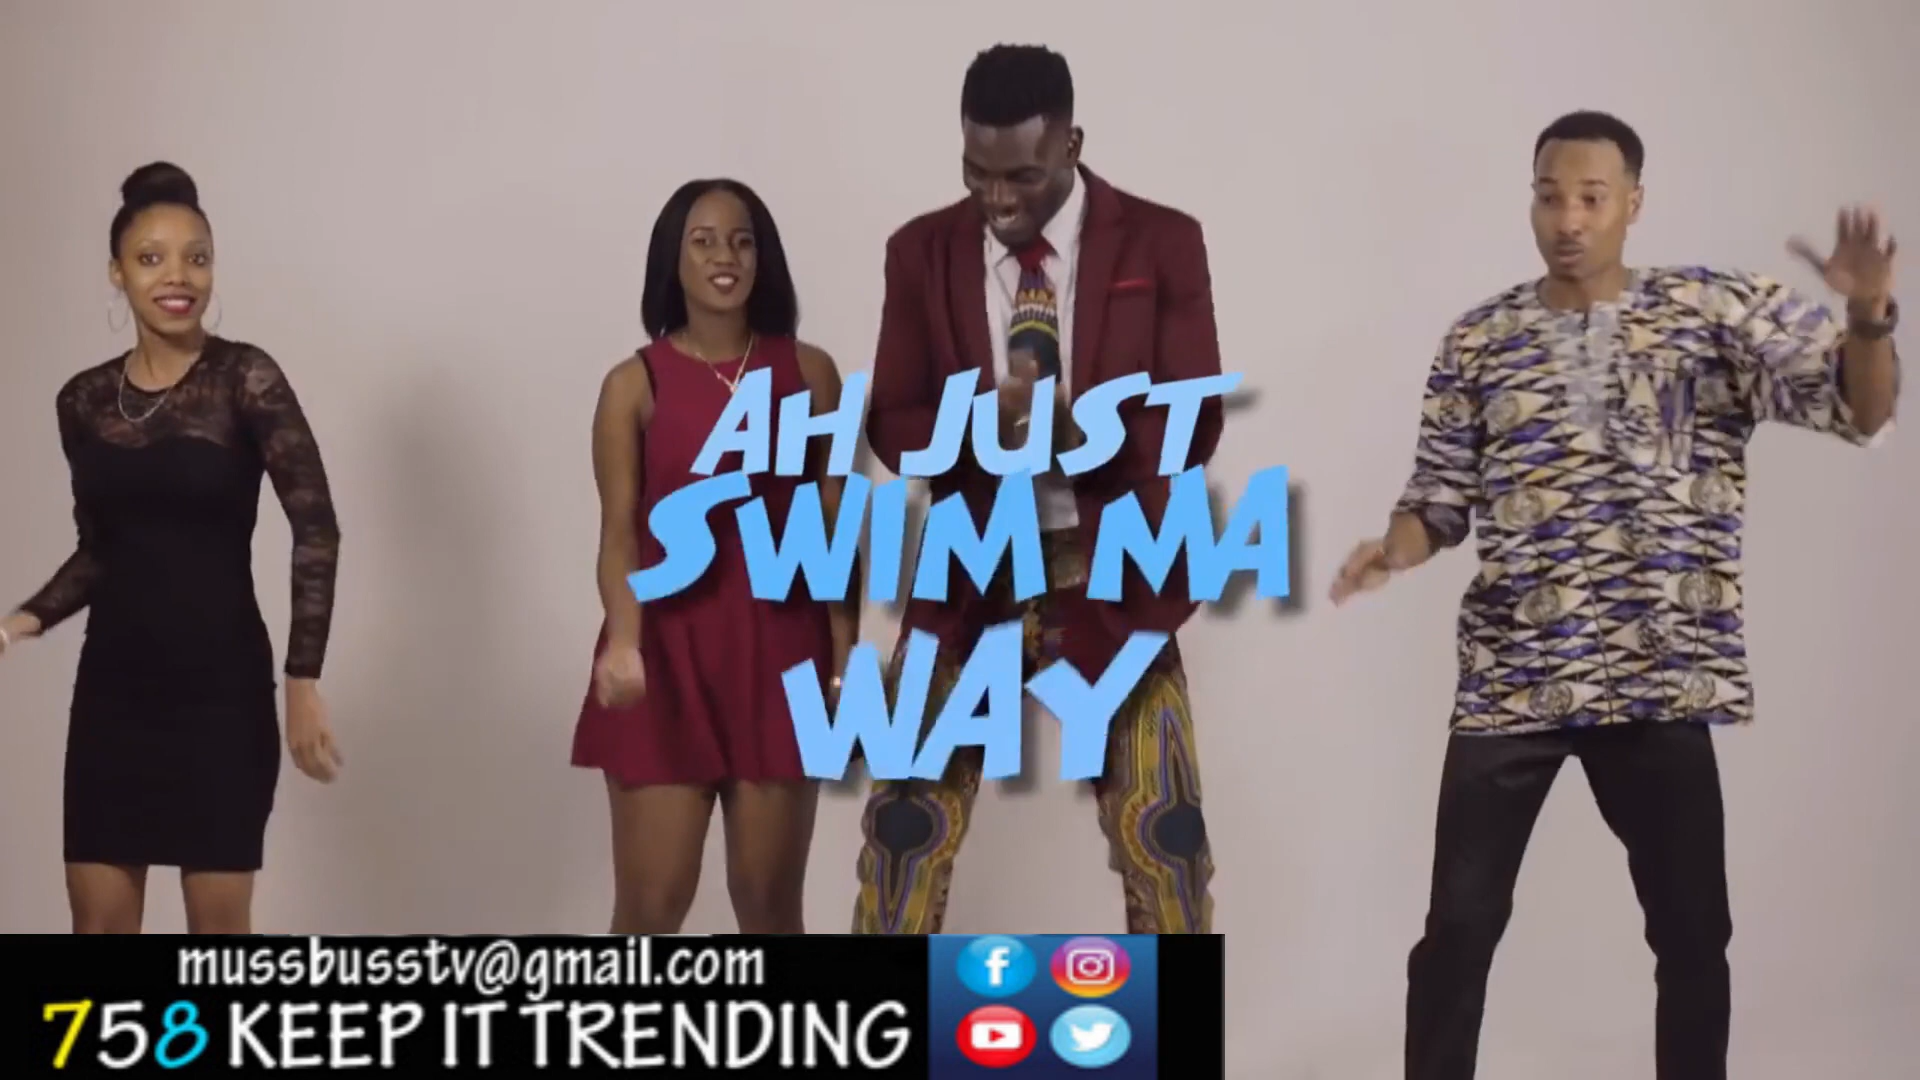 AH JUST
SWIM MA
WAY
mussbusstv@gmail.com
758 KEEP IT TRENDING